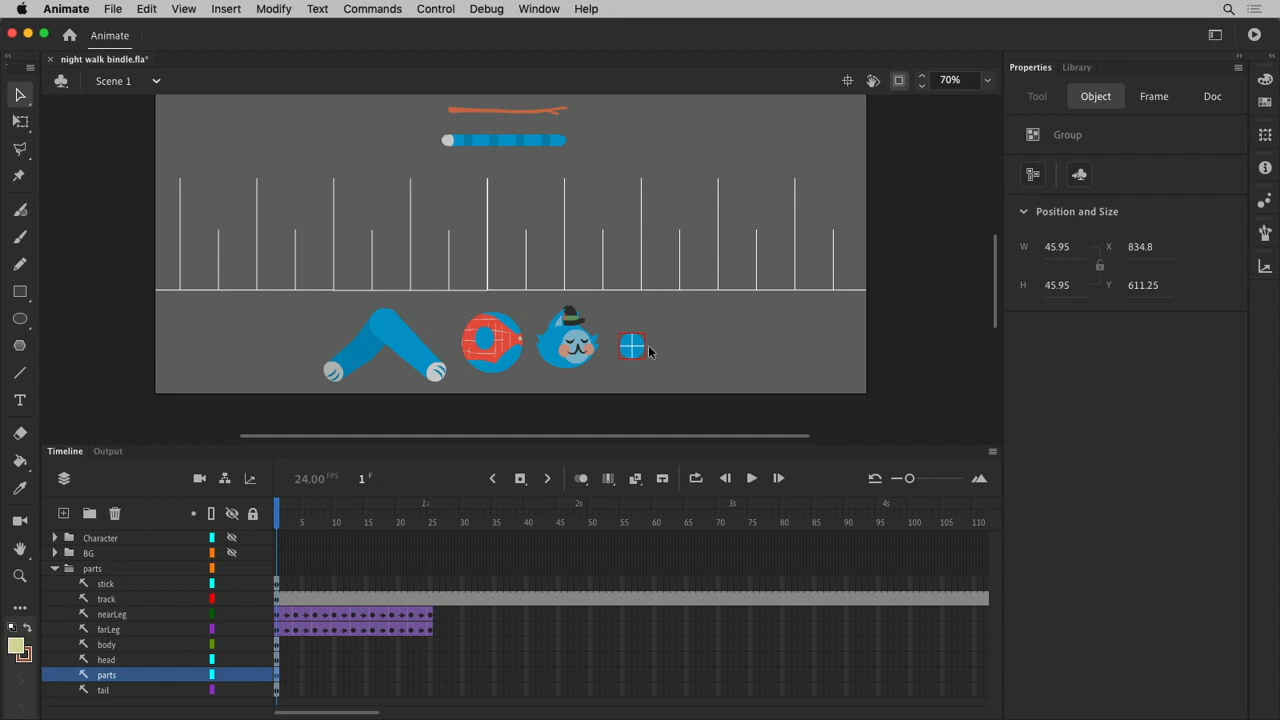 Animate File Edit View Insert Modify Text Commands Control Debug Window Help
Animate
night walk bindle.fla*
Scene 1
70%
Properties Library
Tool Object Frame Doc
Group
Position and Size
W 45.95 X 834.8
H 45.95 Y 611.25
Timeline Output
24.00 FPS 1 F
1s 2s 3s 4s
5 10 15 20 25 30 35 40 45 50 55 60 65 70 75 80 85 90 95 100 105 110
Character
BG
parts
stick
track
nearLeg
farLeg
body
head
parts
tail